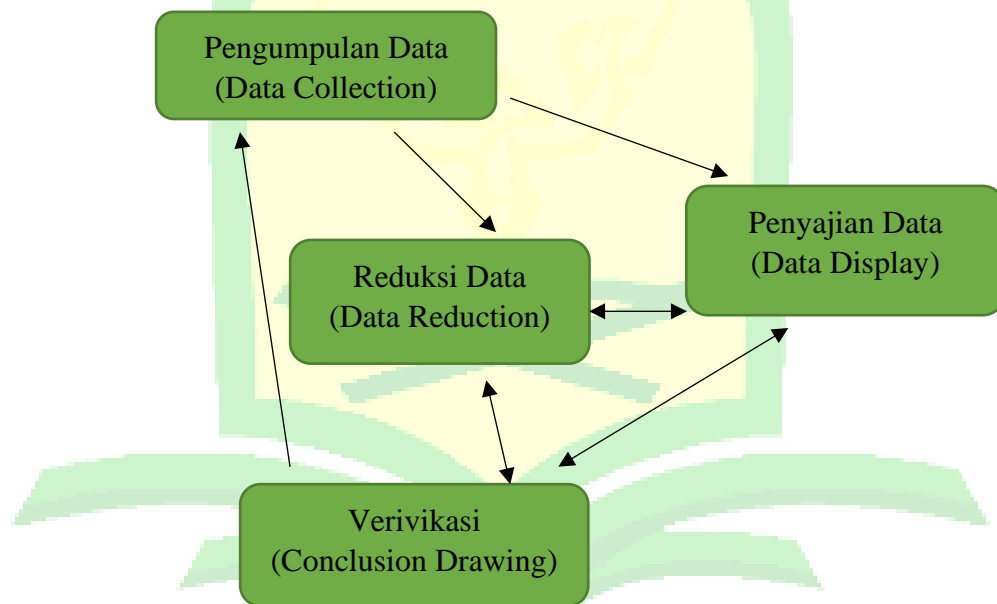 Pengumpulan Data
(Data Collection)
Penyajian Data
(Data Display)
Reduksi Data
(Data Reduction)
Verivikasi
(Conclusion Drawing)